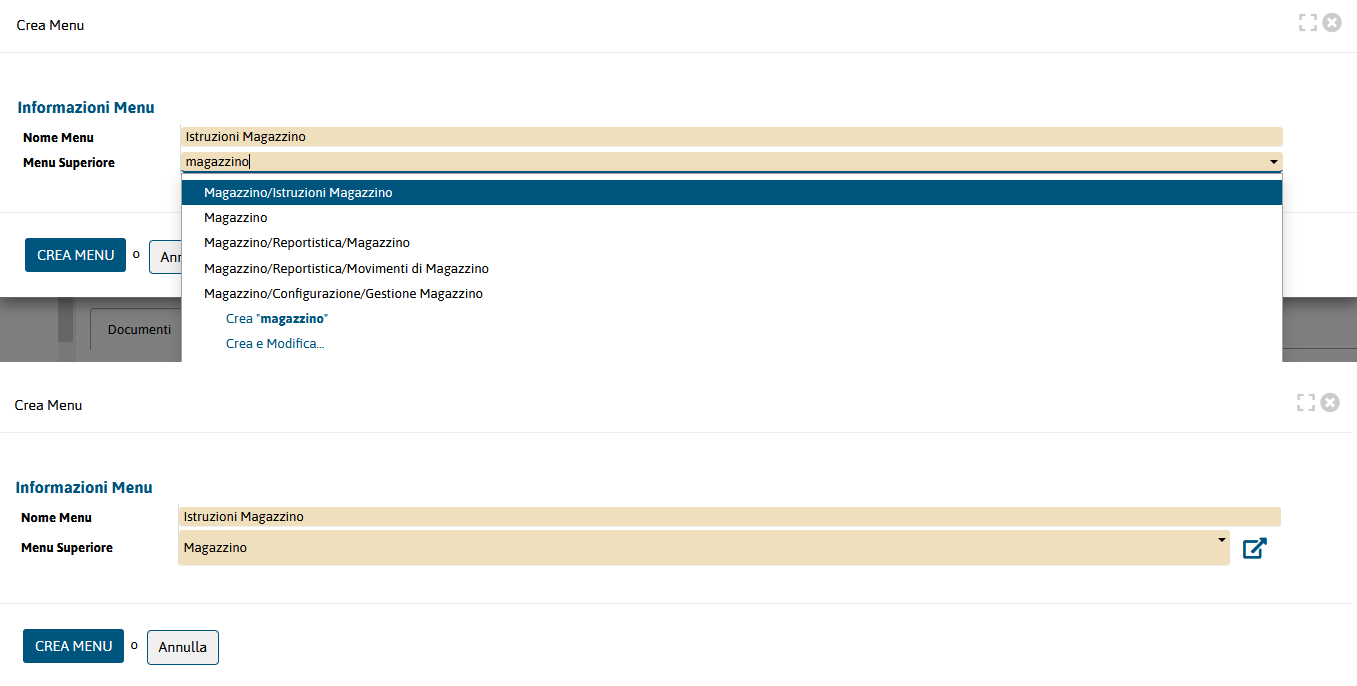 Crea Menu
Informazioni Menu
Nome Menu Istruzioni Magazzino
Menu Superiore magazzino
Magazzino/Istruzioni Magazzino
Magazzino
Magazzino/Reportistica/Magazzino
Magazzino/Reportistica/Movimenti di Magazzino
Magazzino/Configurazione/Gestione Magazzino
Crea "magazzino"
Crea e Modifica...
CREA MENU o Ann
Documenti
Crea Menu
Informazioni Menu
Nome Menu Istruzioni Magazzino
Menu Superiore Magazzino
CREA MENU o Annulla